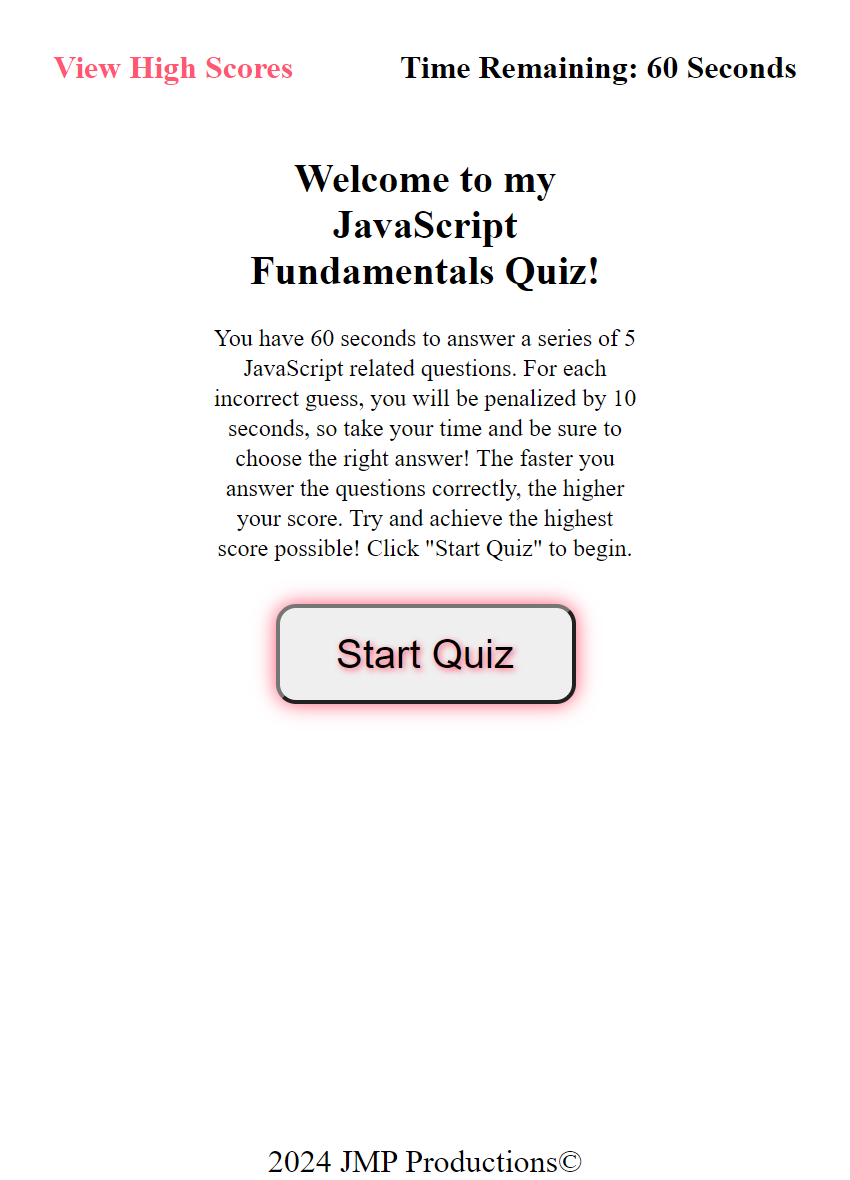 View High Scores
Time Remaining: 60 Seconds
Welcome to my
JavaScript
Fundamentals Quiz!
You have 60 seconds to answer a series of 5
JavaScript related questions. For each
incorrect guess, you will be penalized by 10
seconds, so take your time and be sure to
choose the right answer! The faster you
answer the questions correctly, the higher
your score. Try and achieve the highest
score possible! Click "Start Quiz" to begin.
Start Quiz
2024 JMP Productions©